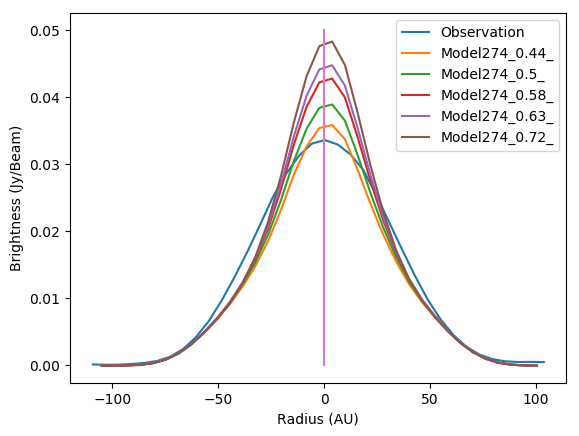 0.05
0.04
0.03
0.02
0.01
0.00
Brightness (Jy/Beam)
−100
−50
0
50
100
Radius (AU)
Observation
Model274_0.44_
Model274_0.5_
Model274_0.58_
Model274_0.63_
Model274_0.72_